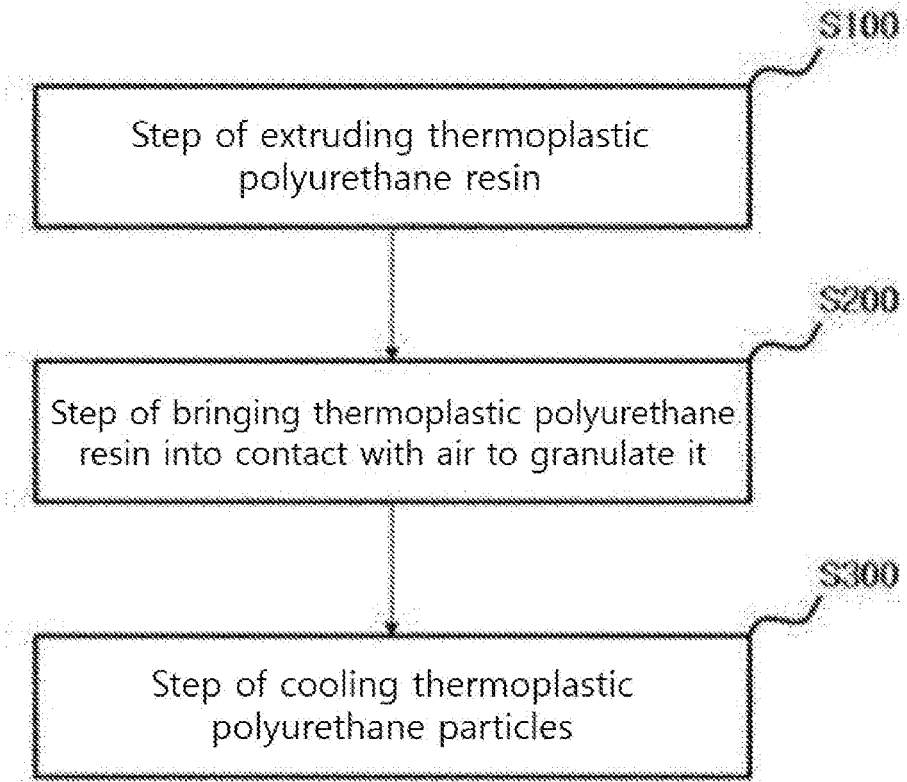 S100
Step of extruding thermoplastic
polyurethane resin
S200
Step of bringing thermoplastic polyurethane
resin into contact with air to granulate it
S300
Step of cooling thermoplastic
polyurethane particles